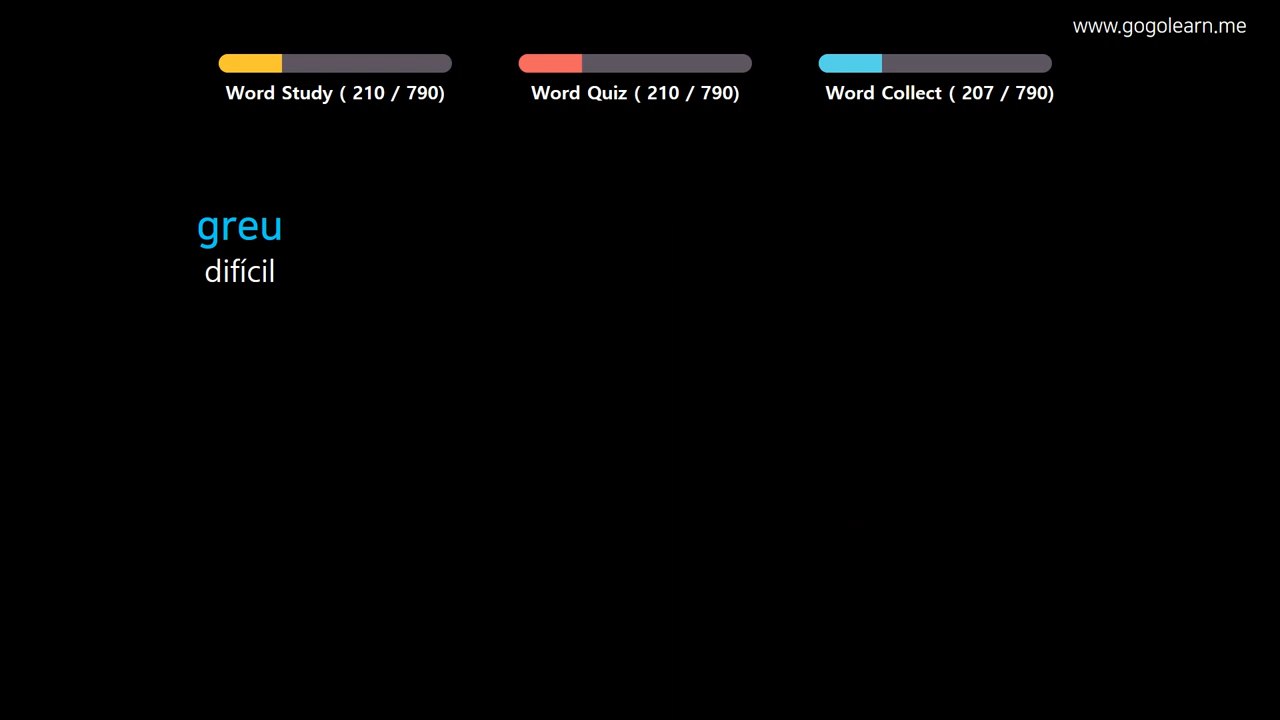 www.gogolearn.me
Word Study ( 210 / 790)
Word Quiz ( 210 / 790)
Word Collect ( 207 / 790)
greu
difícil